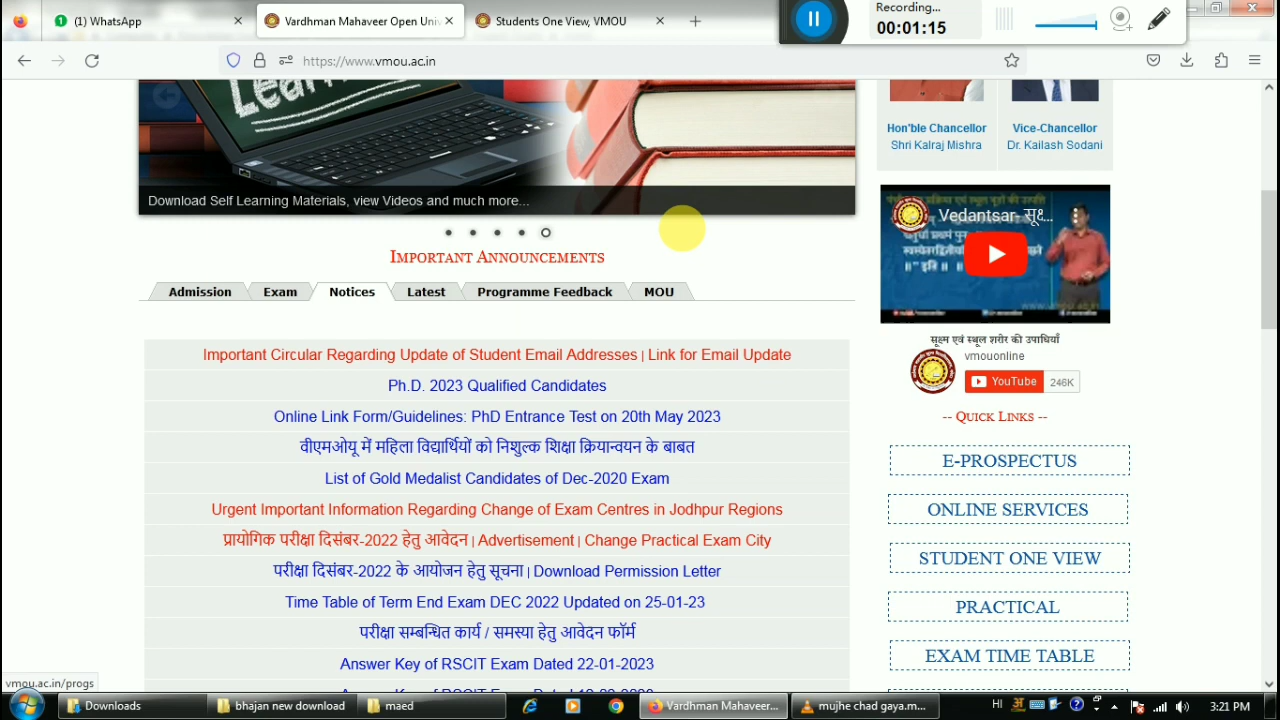 (1) WhatsApp
Vardhman Mahaveer Open Uni
Students One View, VMOU
Recording...
00:01:15
https://www.vmou.ac.in
Learn
Download Self Learning Materials, view Videos and much more...
Hon'ble Chancellor
Shri Kalraj Mishra
Vice-Chancellor
Dr. Kailash Sodani
IMPORTANT ANNOUNCEMENTS
Admission
Exam
Notices
Latest
Programme Feedback
MOU
Important Circular Regarding Update of Student Email Addresses | Link for Email Update
Ph.D. 2023 Qualified Candidates
Online Link Form/Guidelines: PhD Entrance Test on 20th May 2023
वीएमओयू में महिला विद्यार्थियों को निशुल्क शिक्षा क्रियान्वयन के बाबत
List of Gold Medalist Candidates of Dec-2020 Exam
Urgent Important Information Regarding Change of Exam Centres in Jodhpur Regions
प्रायोगिक परीक्षा दिसंबर-2022 हेतु आवेदन | Advertisement | Change Practical Exam City
परीक्षा दिसंबर-2022 के आयोजन हेतु सूचना | Download Permission Letter
Time Table of Term End Exam DEC 2022 Updated on 25-01-23
परीक्षा सम्बन्धित कार्य / समस्या हेतु आवेदन फॉर्म
Answer Key of RSCIT Exam Dated 22-01-2023
Vedantsar- सूक्ष्...
सूक्ष्म एवं स्थूल शरीर की उपाधियाँ
vmouonline
YouTube
246K
-- QUICK LINKS --
E-PROSPECTUS
ONLINE SERVICES
STUDENT ONE VIEW
PRACTICAL
EXAM TIME TABLE
vmou.ac.in/progs
Downloads
bhajan new download
maed
Vardhman Mahaveer...
mujhe chad gaya.m...
HI
3:21 PM